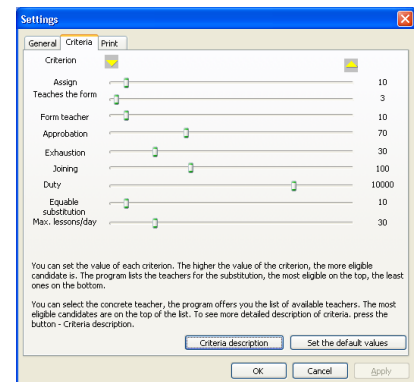 Settings
General Criteria Print
Criterion
Assign 10
Teaches the form 3
Form teacher 10
Approbation 70
Exhaustion 30
Joining 100
Duty 10000
Equable
substitution 10
Max. lessons/day 30
You can set the value of each criterion. The higher the value of the criterion, the more eligible
candidate is. The program lists the teachers for the substitution, the most eligible on the top, the least
ones on the bottom.
You can select the concrete teacher, the program offers you the list of available teachers. The most
eligible candidates are on the top of the list. To see more detailed description of criteria. press the
button - Criteria description.
Criteria description Set the default values
OK Cancel Apply